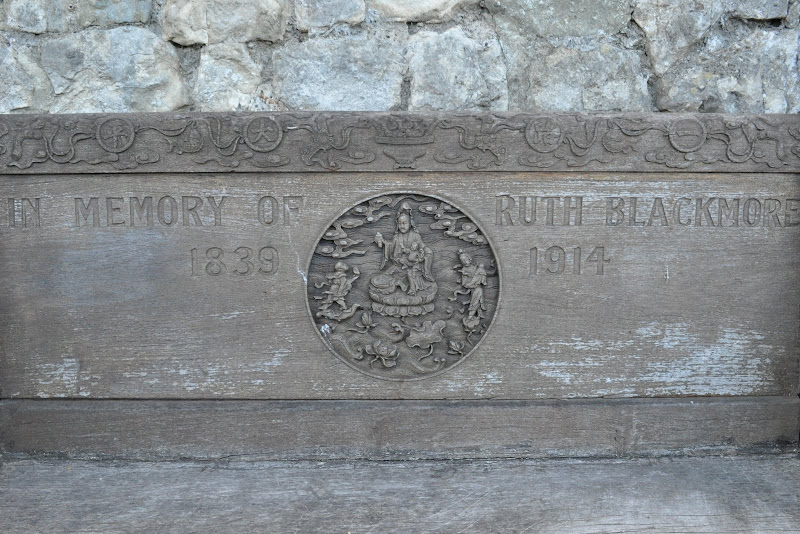 IN MEMORY OF RUTH BLACKMORE
1839 1914